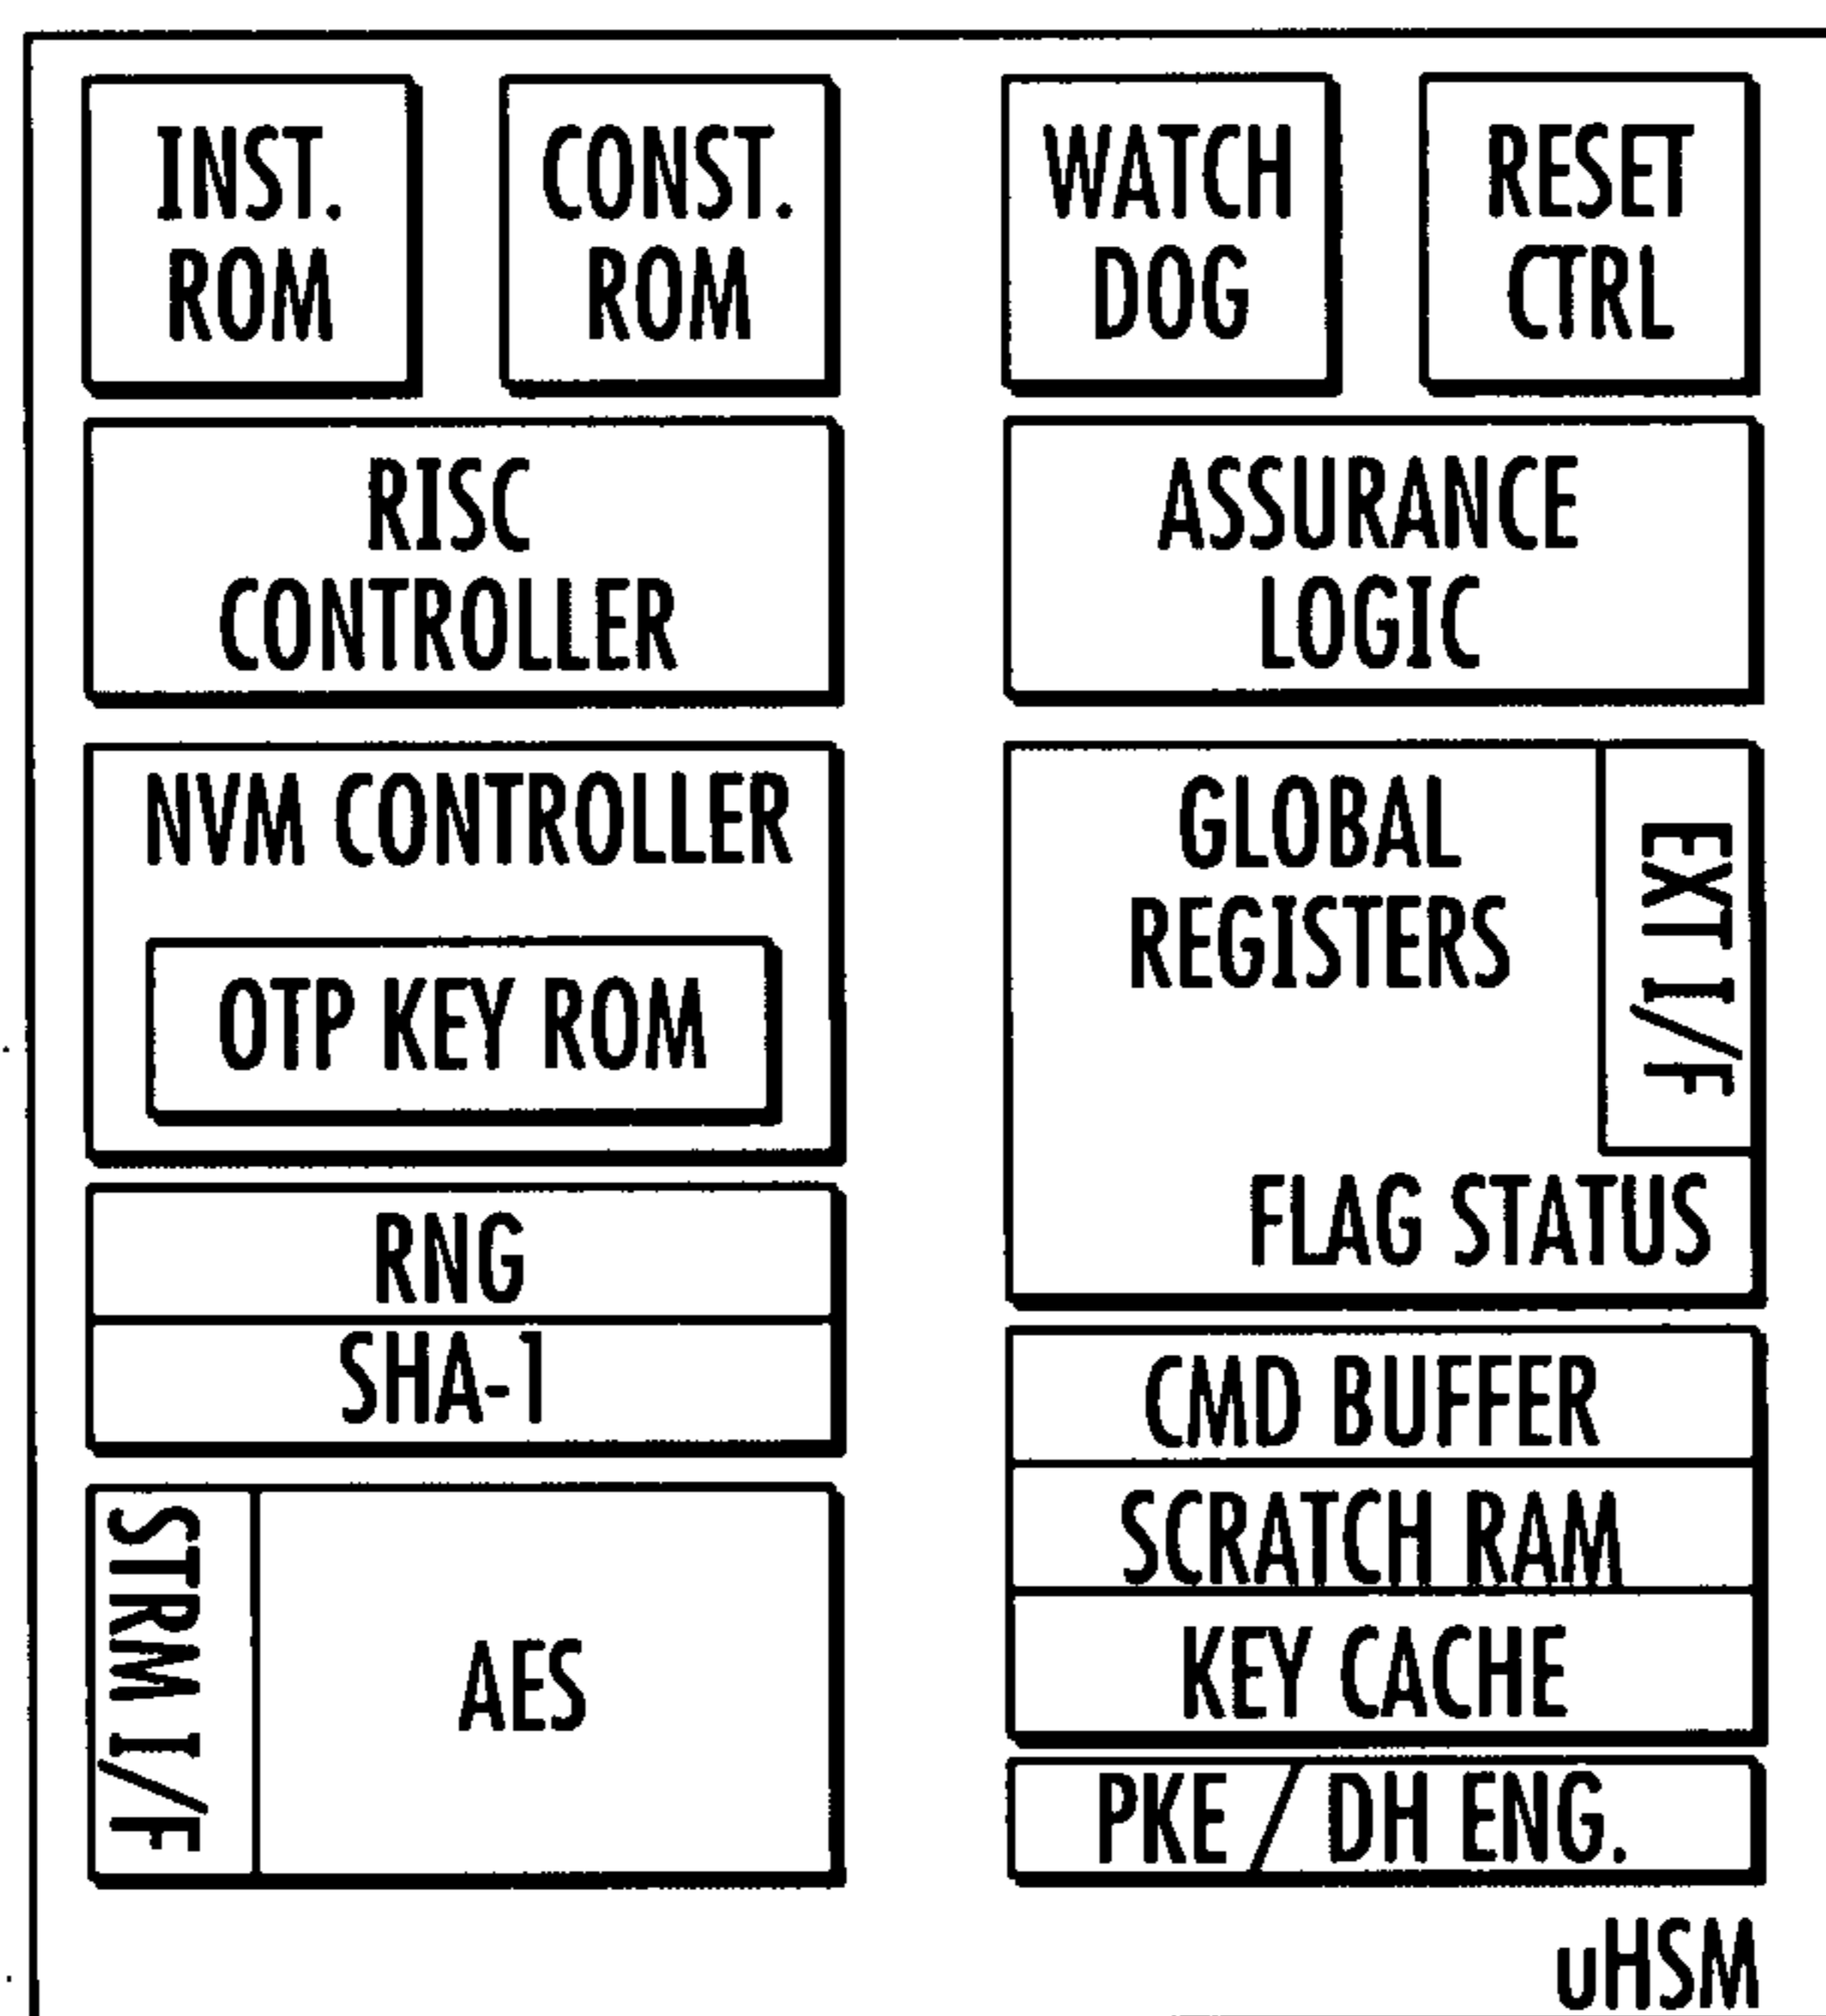 INST.
ROM
CONST.
ROM
WATCH
DOG
RESET
CTRL
RISC
CONTROLLER
ASSURANCE
LOGIC
NVM CONTROLLER
OTP KEY ROM
GLOBAL
REGISTERS
EXT I/F
FLAG STATUS
RNG
SHA-1
CMD BUFFER
SCRATCH RAM
KEY CACHE
STRM I/F
AES
PKE / DH ENG.
uHSM